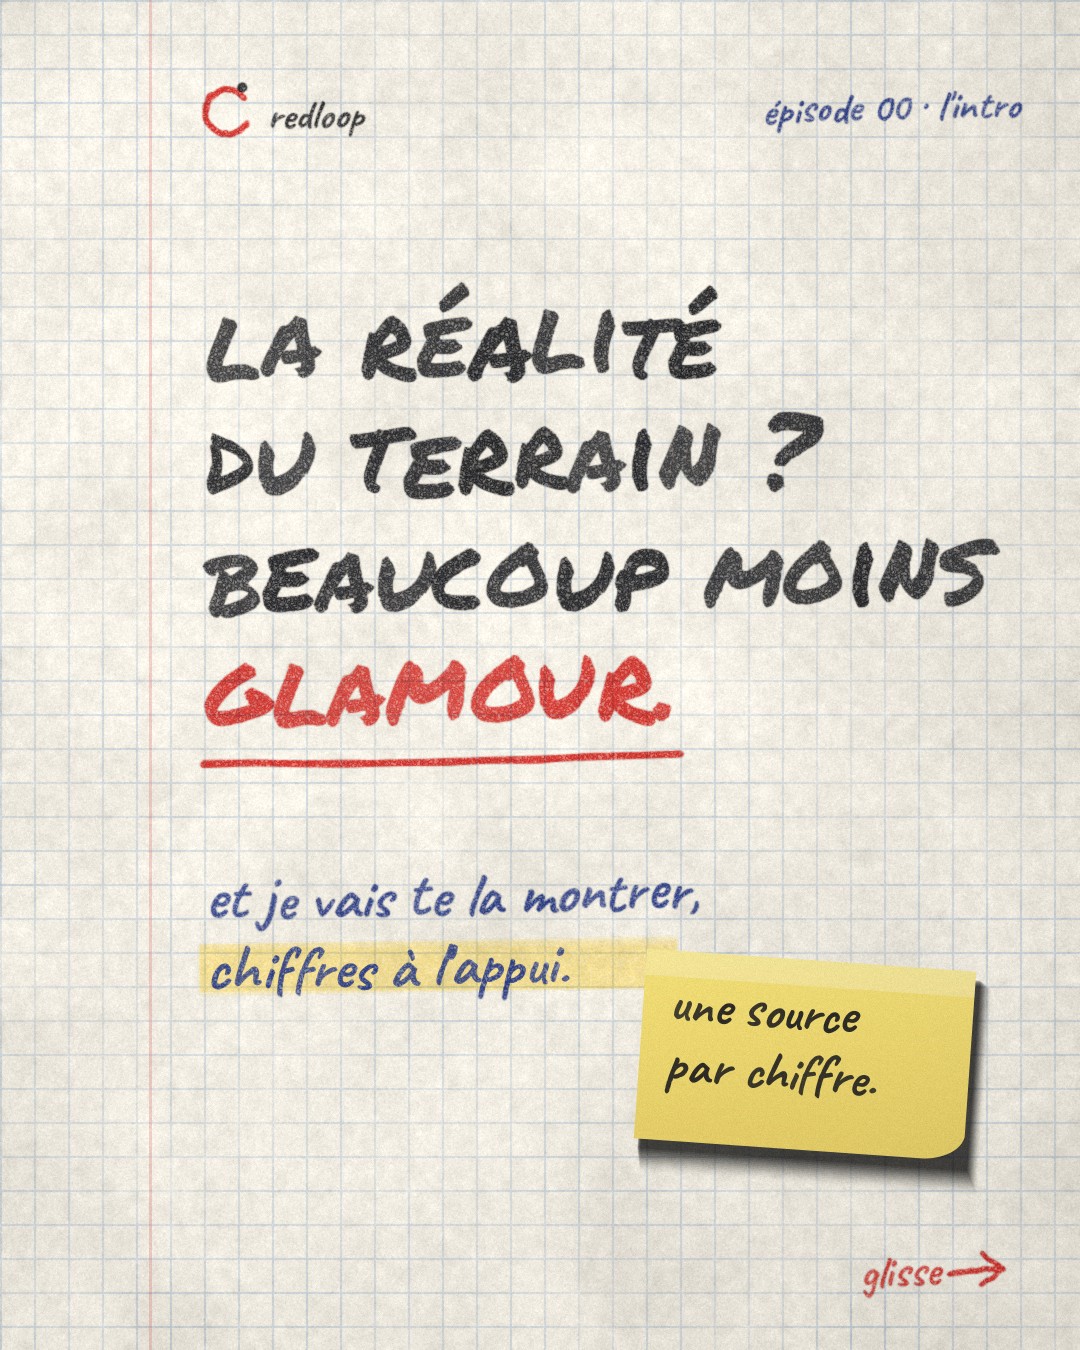 redloop
épisode 00 · l'intro
LA RÉALITÉ
DU TERRAIN ?
BEAUCOUP MOINS
GLAMOUR
et je vais te la montrer,
chiffres à l'appui.
une source
par chiffre.
glisse →